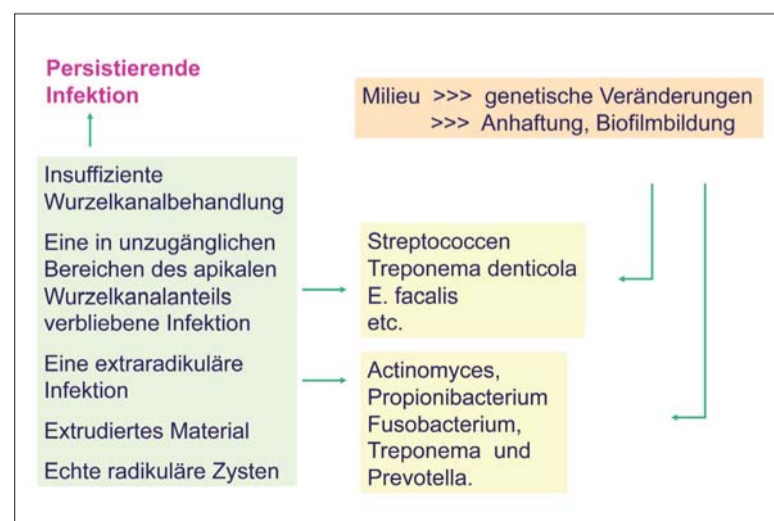 Persistierende
Infektion
Milieu >>> genetische Veränderungen
>>> Anhaftung, Biofilmbildung
Insuffiziente
Wurzelkanalbehandlung
Eine in unzugänglichen
Bereichen des apikalen
Wurzelkanalanteils
verbliebene Infektion
Eine extraradikuläre
Infektion
Extrudiertes Material
Echte radikuläre Zysten
Streptococcen
Treponema denticola
E. facalis
etc.
Actinomyces,
Propionibacterium
Fusobacterium,
Treponema und
Prevotella.